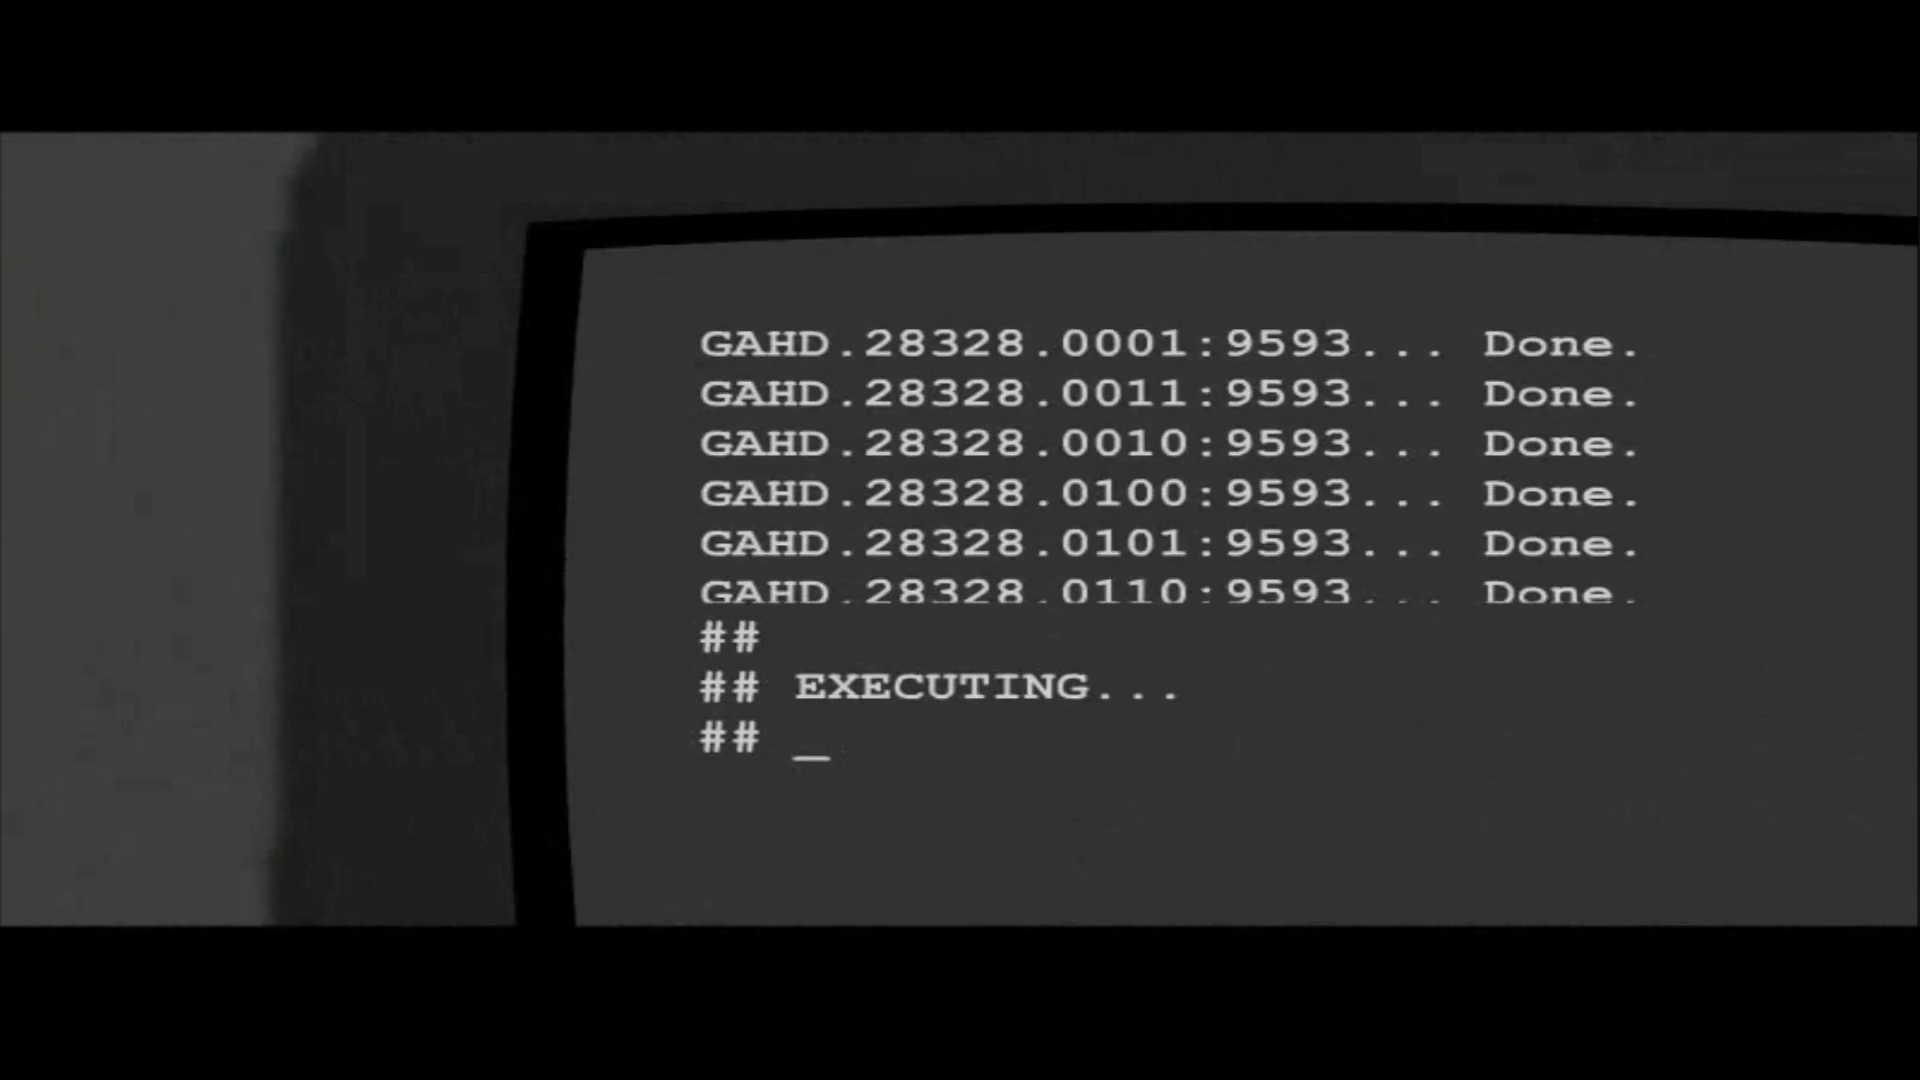 GAHD.28328.0001:9593... Done.
GAHD.28328.0011:9593... Done.
GAHD.28328.0010:9593... Done.
GAHD.28328.0100:9593... Done.
GAHD.28328.0101:9593... Done.
GAHD.28328.0110:9593... Done.
##
## EXECUTING...
## _